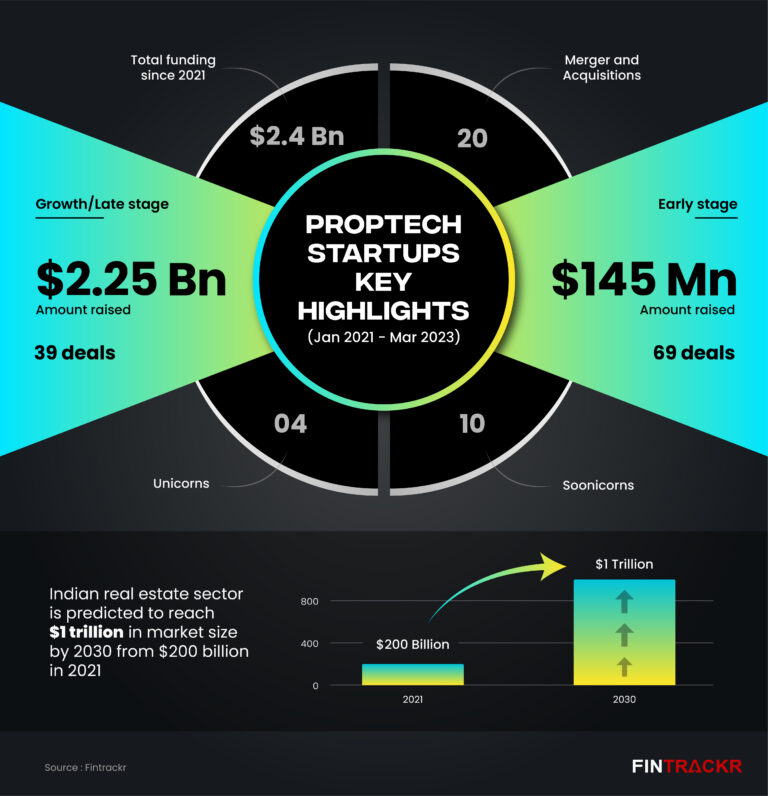 Total funding
since 2021
Merger and
Acquisitions
$2.4 Bn
20
Growth/Late stage
$2.25 Bn
Amount raised
39 deals
PROPTECH
STARTUPS
KEY
HIGHLIGHTS
(Jan 2021 - Mar 2023)
Early stage
$145 Mn
Amount raised
69 deals
04
10
Unicorns
Soonicorns
Indian real estate sector
is predicted to reach
$1 trillion in market size
by 2030 from $200 billion
in 2021
$1 Trillion
800
$200 Billion
400
0
2021
2030
Source : Fintrackr
FINTRACKR